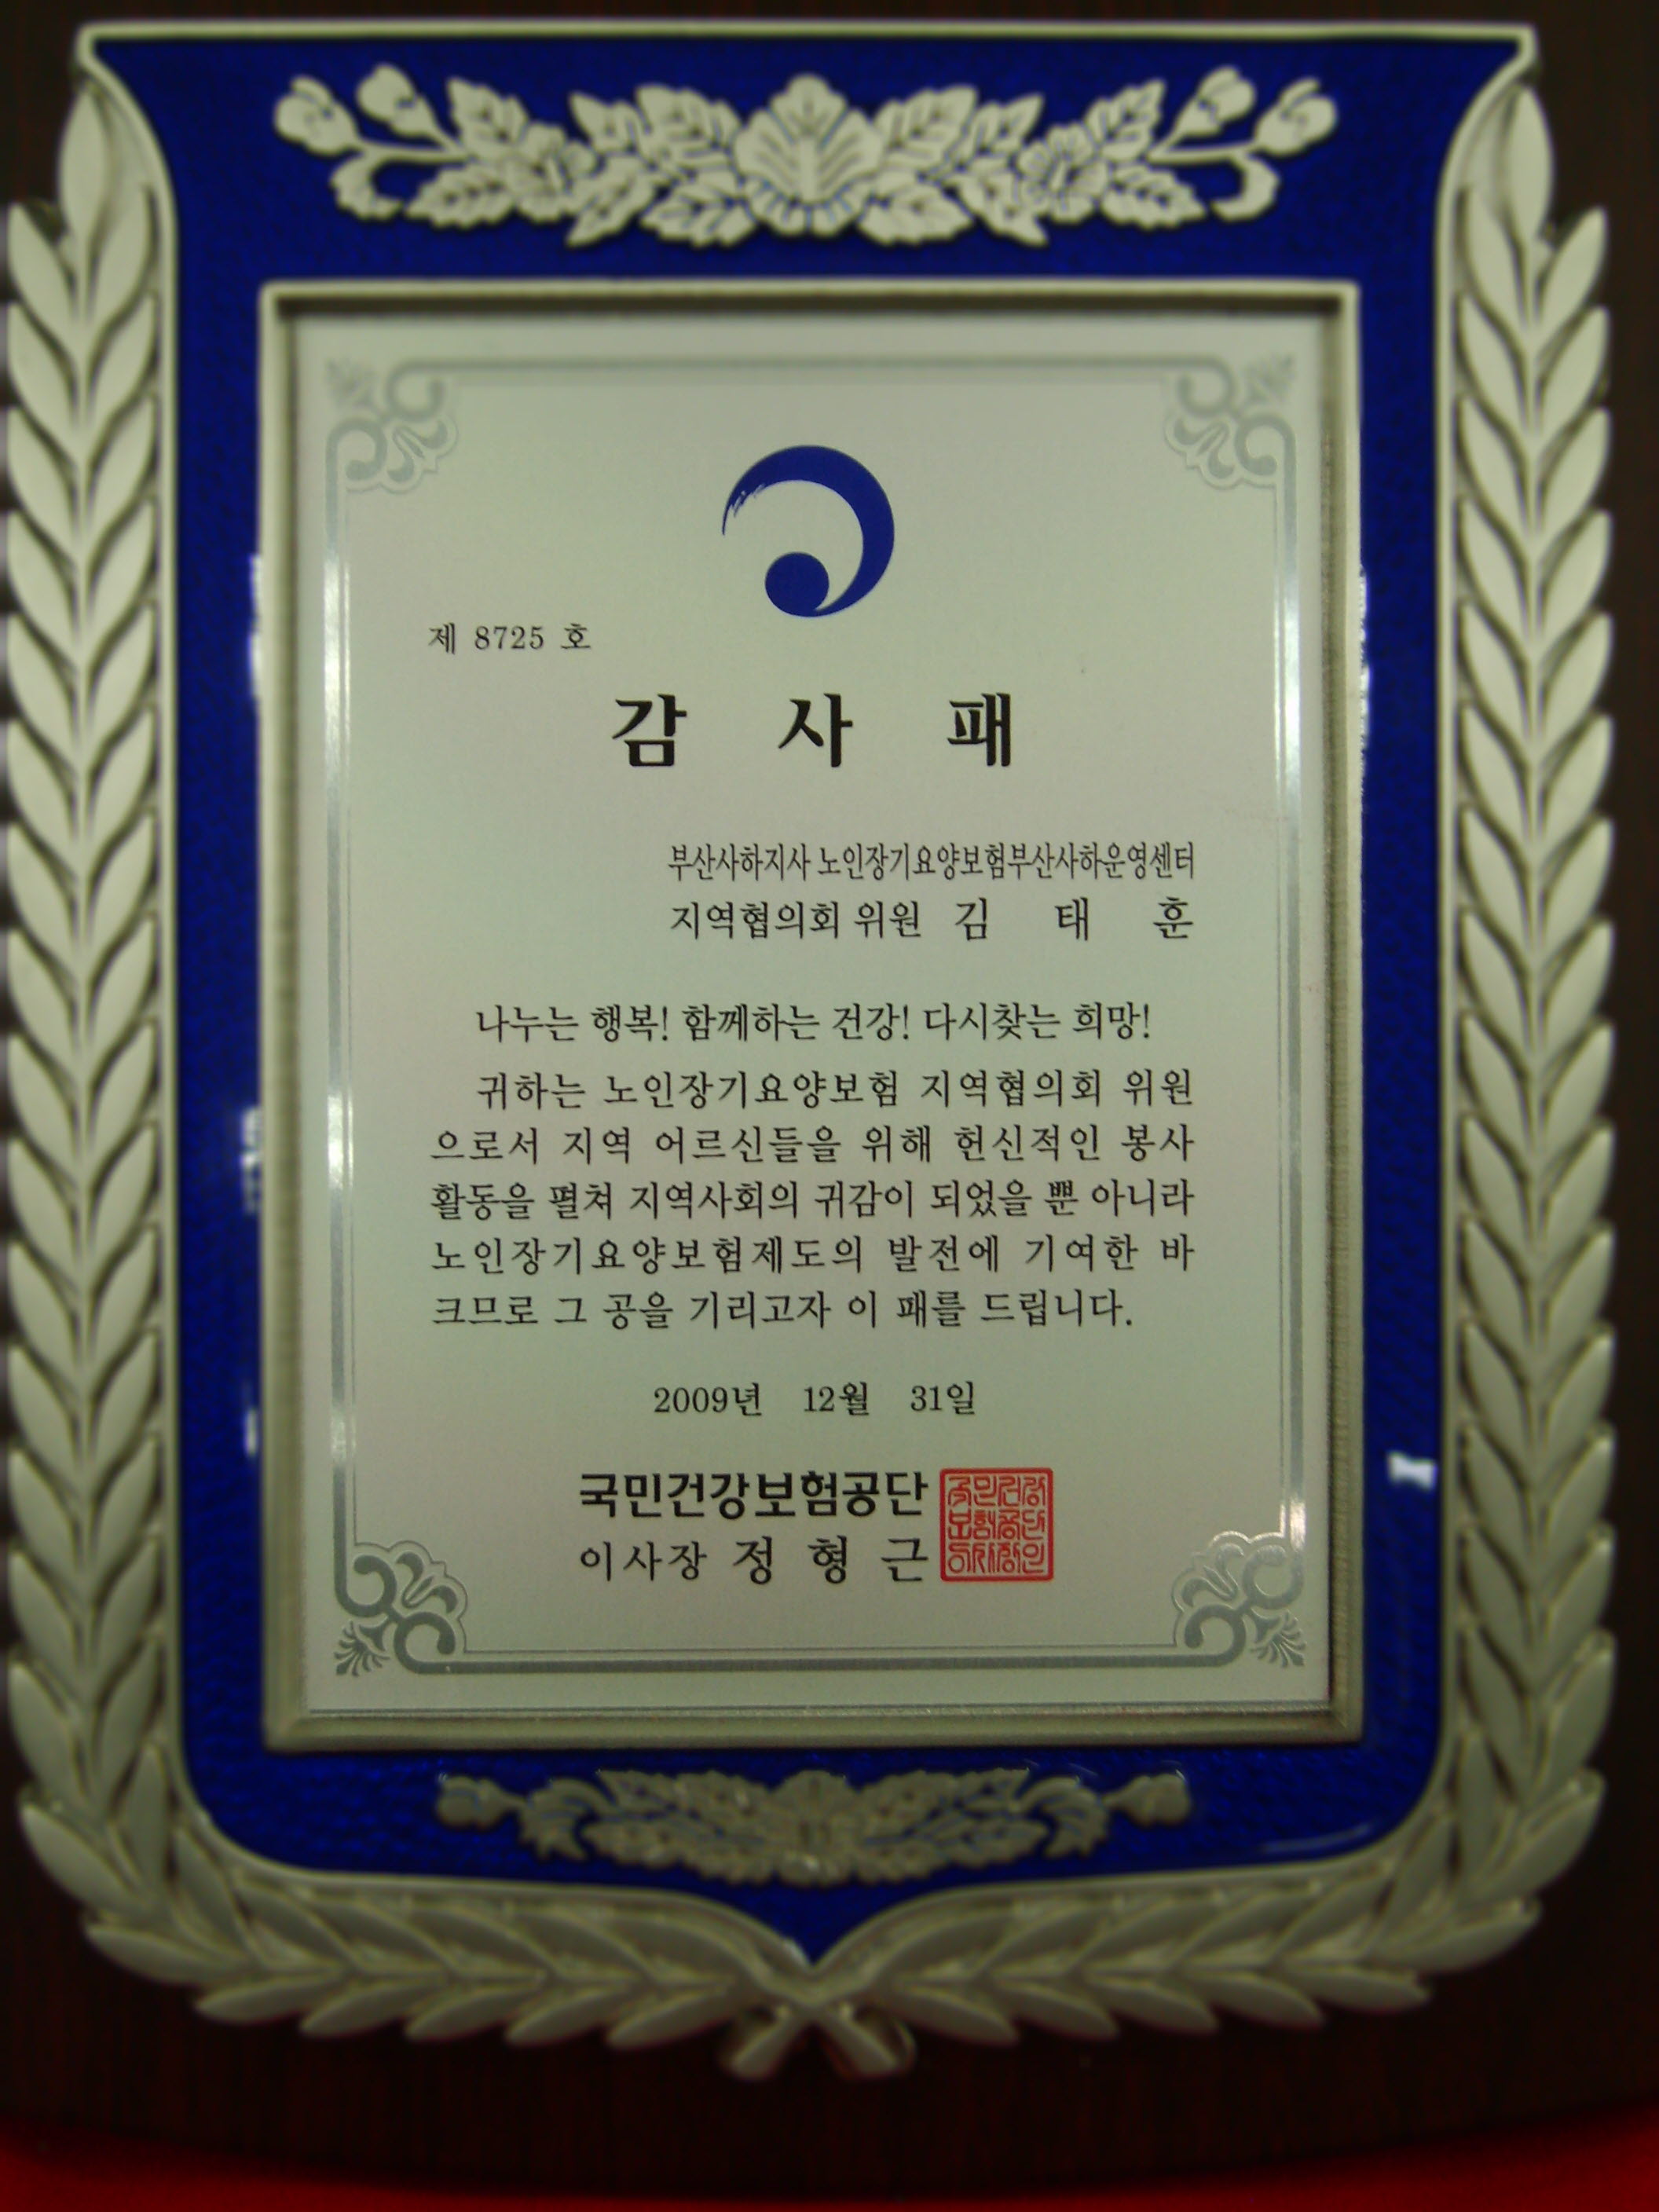 제 8725 호
감 사 패
부산사하지사 노인장기요양보험부산사하운영센터
지역협의회 위원 김 태 훈
나누는 행복! 함께하는 건강! 다시찾는 희망!
귀하는 노인장기요양보험 지역협의회 위원
으로서 지역 어르신들을 위해 헌신적인 봉사
활동을 펼쳐 지역사회의 귀감이 되었을 뿐 아니라
노인장기요양보험제도의 발전에 기여한 바
크므로 그 공을 기리고자 이 패를 드립니다.
2009년 12월 31일
국민건강보험공단
이사장 정 형 근